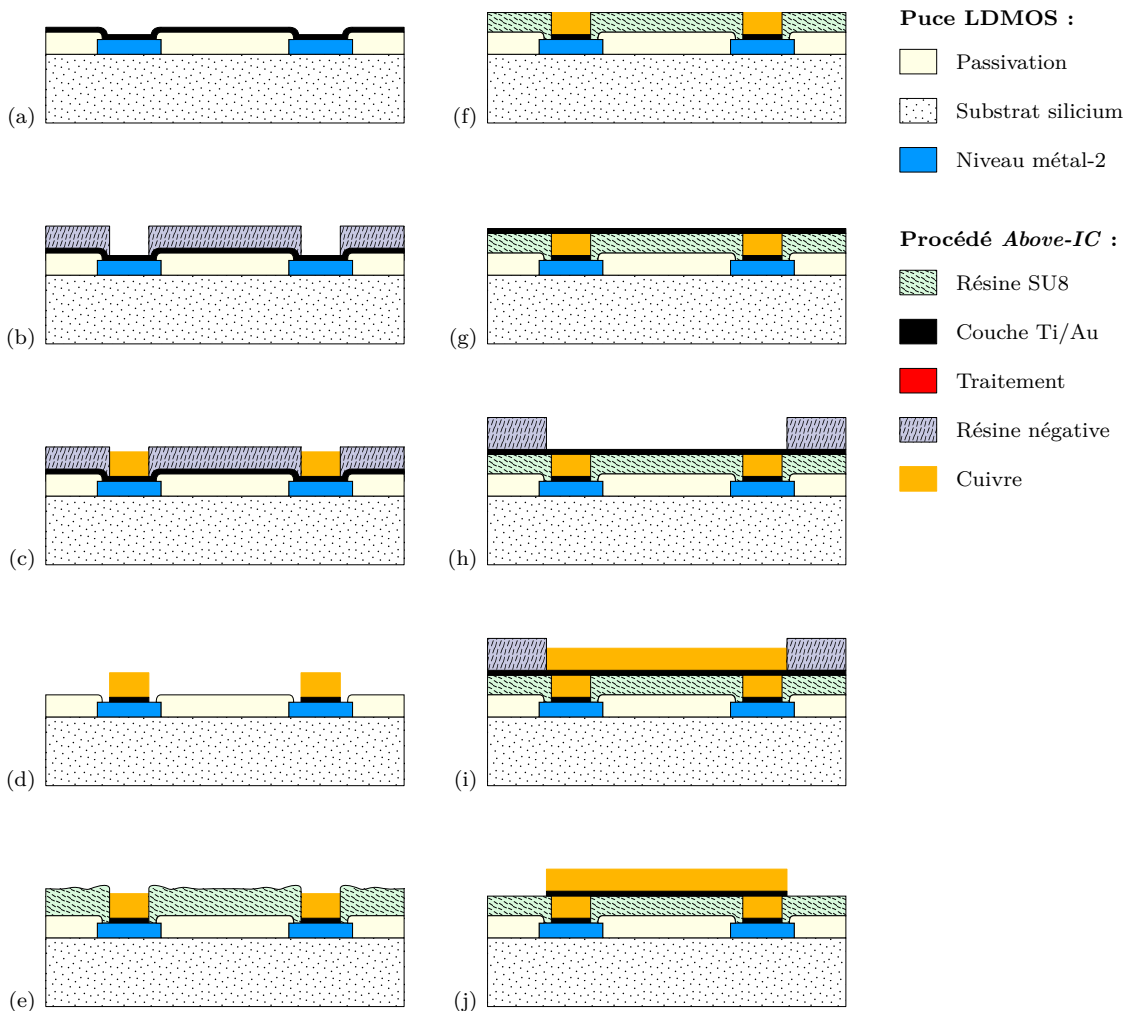 (a)
(b)
(c)
(d)
(e)
(f)
(g)
(h)
(i)
(j)
Puce LDMOS :
Passivation
Substrat silicium
Niveau métal-2
Procédé Above-IC :
Résine SU8
Couche Ti/Au
Traitement
Résine négative
Cuivre